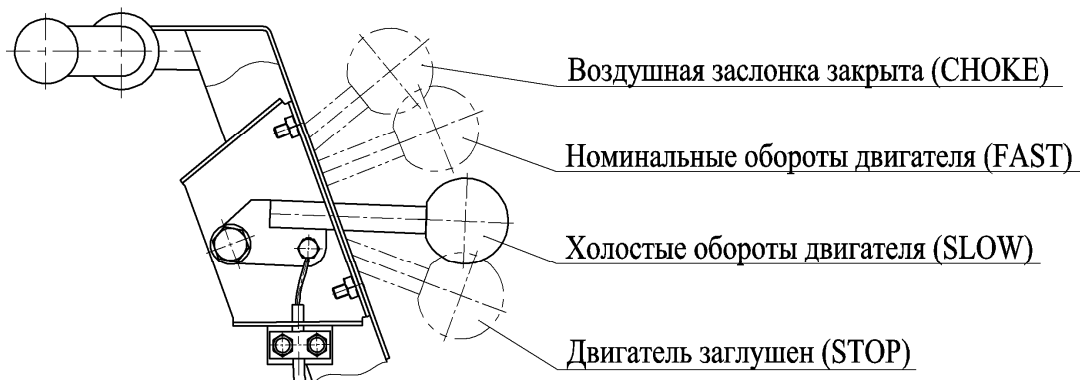 Воздушная заслонка закрыта (CHOKE)
Номинальные обороты двигателя (FAST)
Холостые обороты двигателя (SLOW)
Двигатель заглушен (STOP)